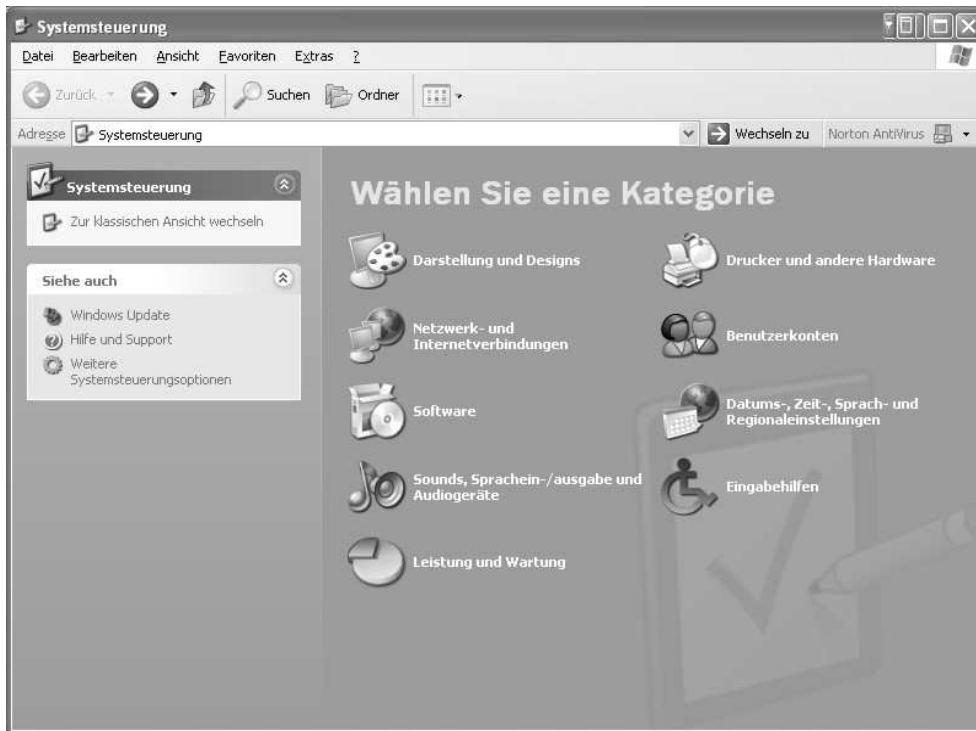 Systemsteuerung
Datei Bearbeiten Ansicht Favoriten Extras ?
Zurück Suchen Ordner
Adresse Systemsteuerung Wechseln zu Norton AntiVirus
Systemsteuerung
Zur klassischen Ansicht wechseln
Siehe auch
Windows Update
Hilfe und Support
Weitere
Systemsteuerungsoptionen
Wählen Sie eine Kategorie
Darstellung und Designs
Drucker und andere Hardware
Netzwerk- und
Internetverbindungen
Benutzerkonten
Software
Datums-, Zeit-, Sprach- und
Regionaleinstellungen
Sounds, Sprachein-/ausgabe und
Audiogeräte
Eingabehilfen
Leistung und Wartung